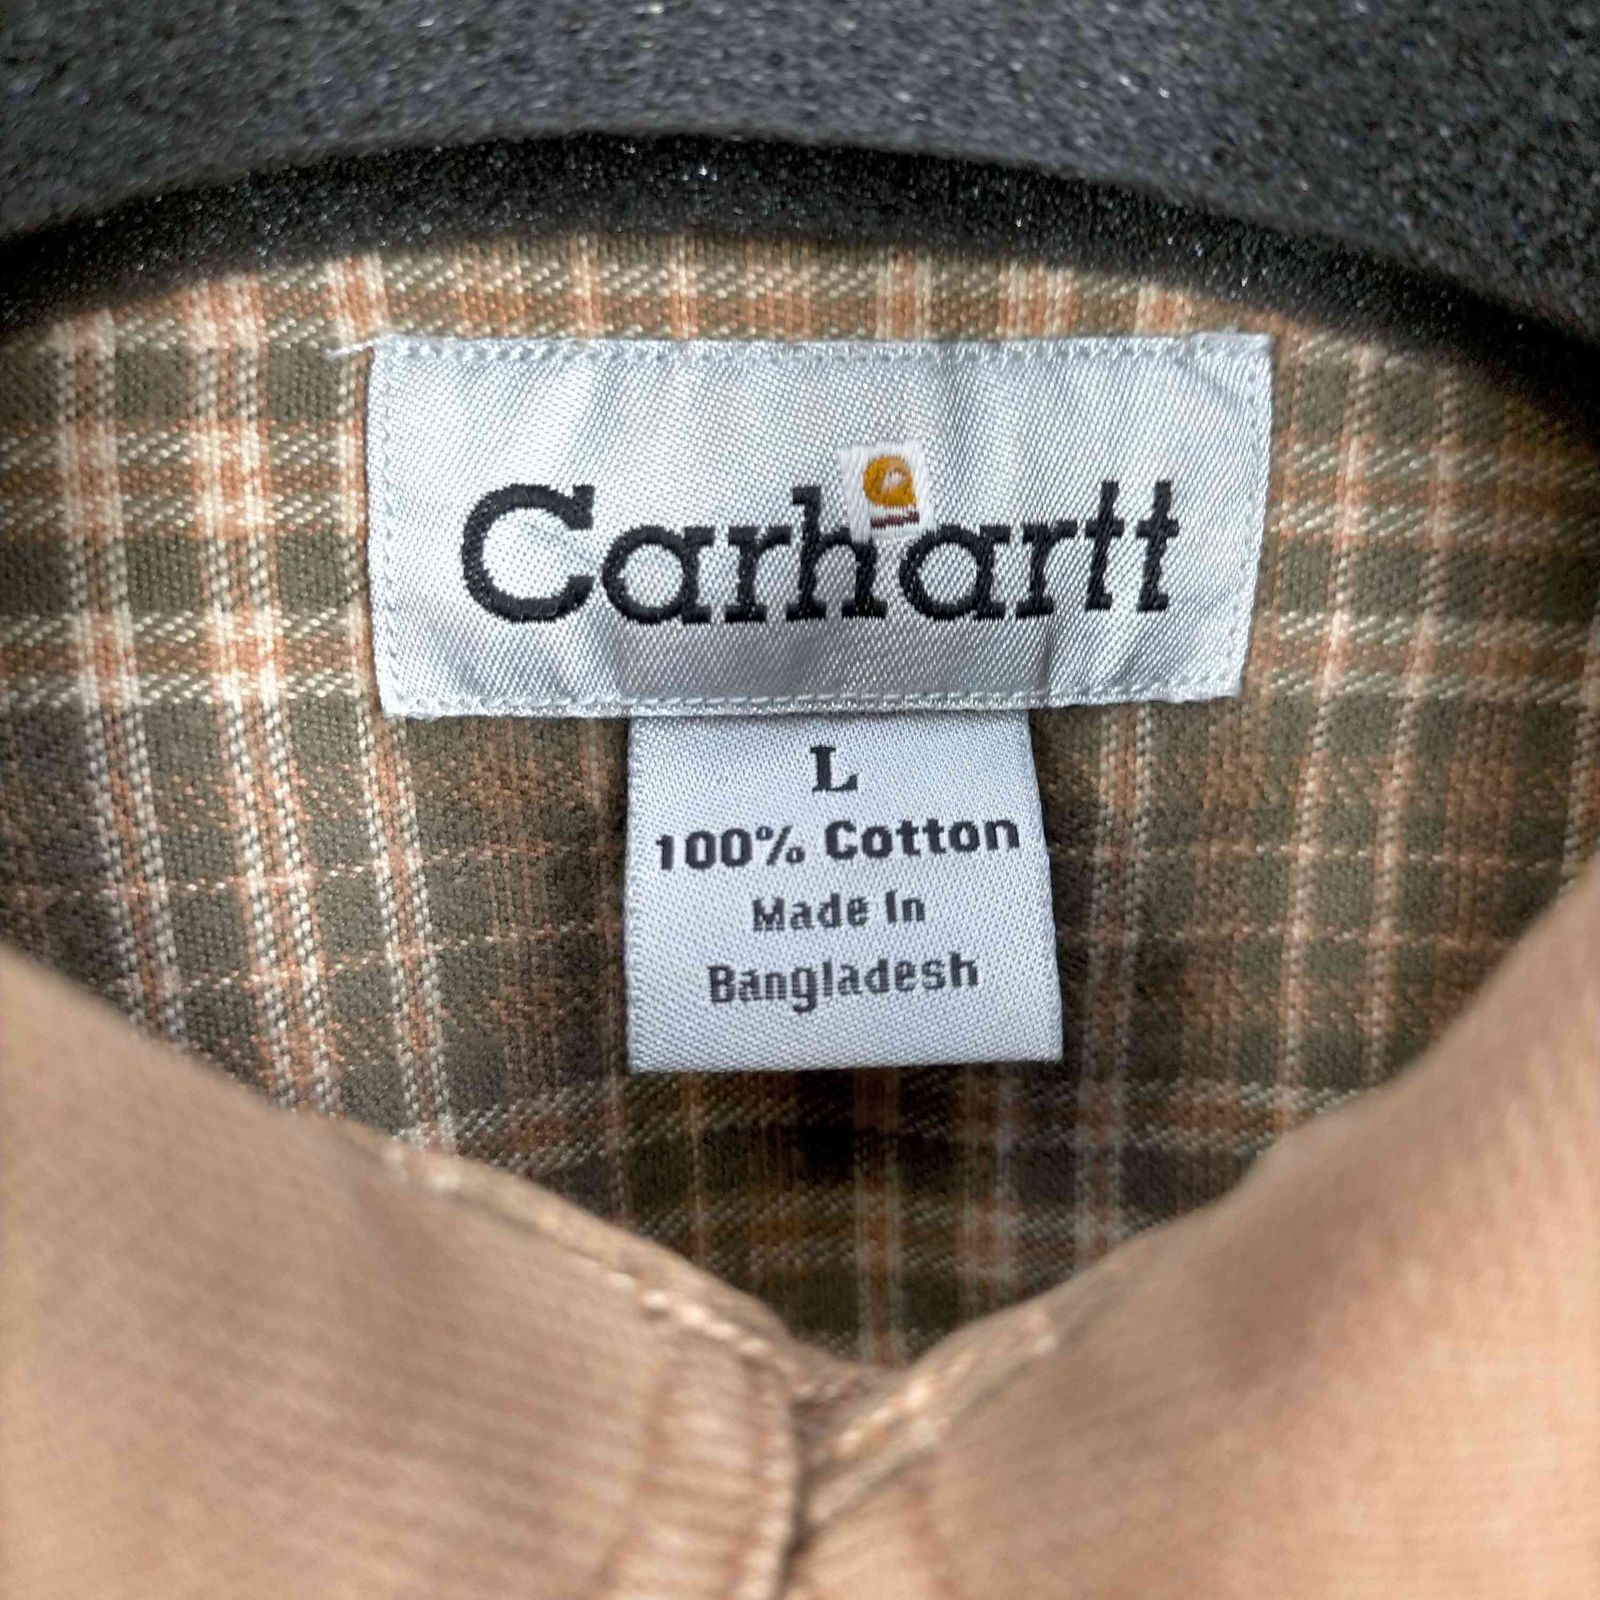 Carhartt
L
100% Cotton
Made In
Bangladesh